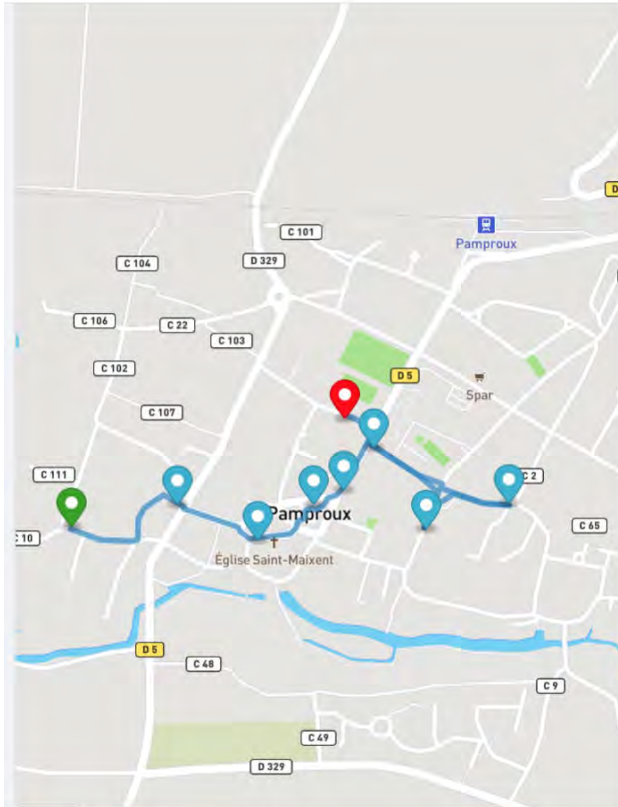 D
Pamproux
C 101
D 329
C 104
C 106
C 22
C 103
C 102
D 5
Spar
C 107
C 111
C 2
Pamproux
C 65
C 10
Église Saint-Maixent
D 5
C 48
C 9
C 49
D 329